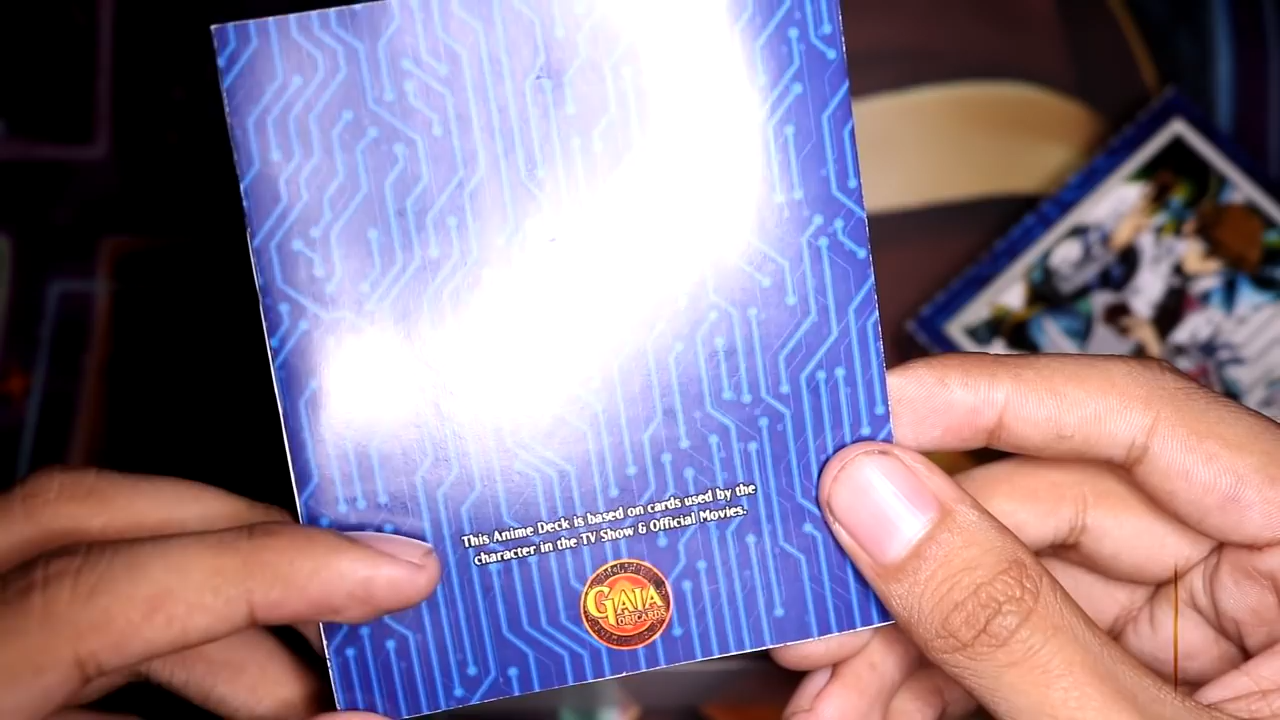 This Anime Deck is based on cards used by the
character in the TV Show & Official Movies.
GAIA
ORICARDS